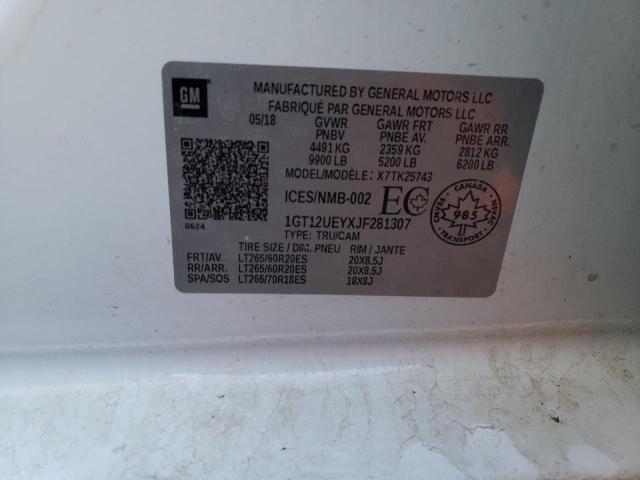 GM
MANUFACTURED BY GENERAL MOTORS LLC
FABRIQUÉ PAR GENERAL MOTORS LLC
05/18 GVWR GAWR FRT GAWR RR
PNBV PNBE AV. PNBE ARR.
4491 KG 2359 KG 2812 KG
9900 LB 5200 LB 6200 LB
MODEL/MODÈLE: X7TK25743
ICES/NMB-002 EC
CANADA
CMVSS 985 NSVAC
TRANSPORT
8624
1GT12UEYXJF281307
TYPE: TRU/CAM
TIRE SIZE / DIM. PNEU RIM / JANTE
FRT/AV LT265/60R20ES 20X8.5J
RR/ARR. LT265/60R20ES 20X8.5J
SPA/SOS LT265/70R18ES 18X8J